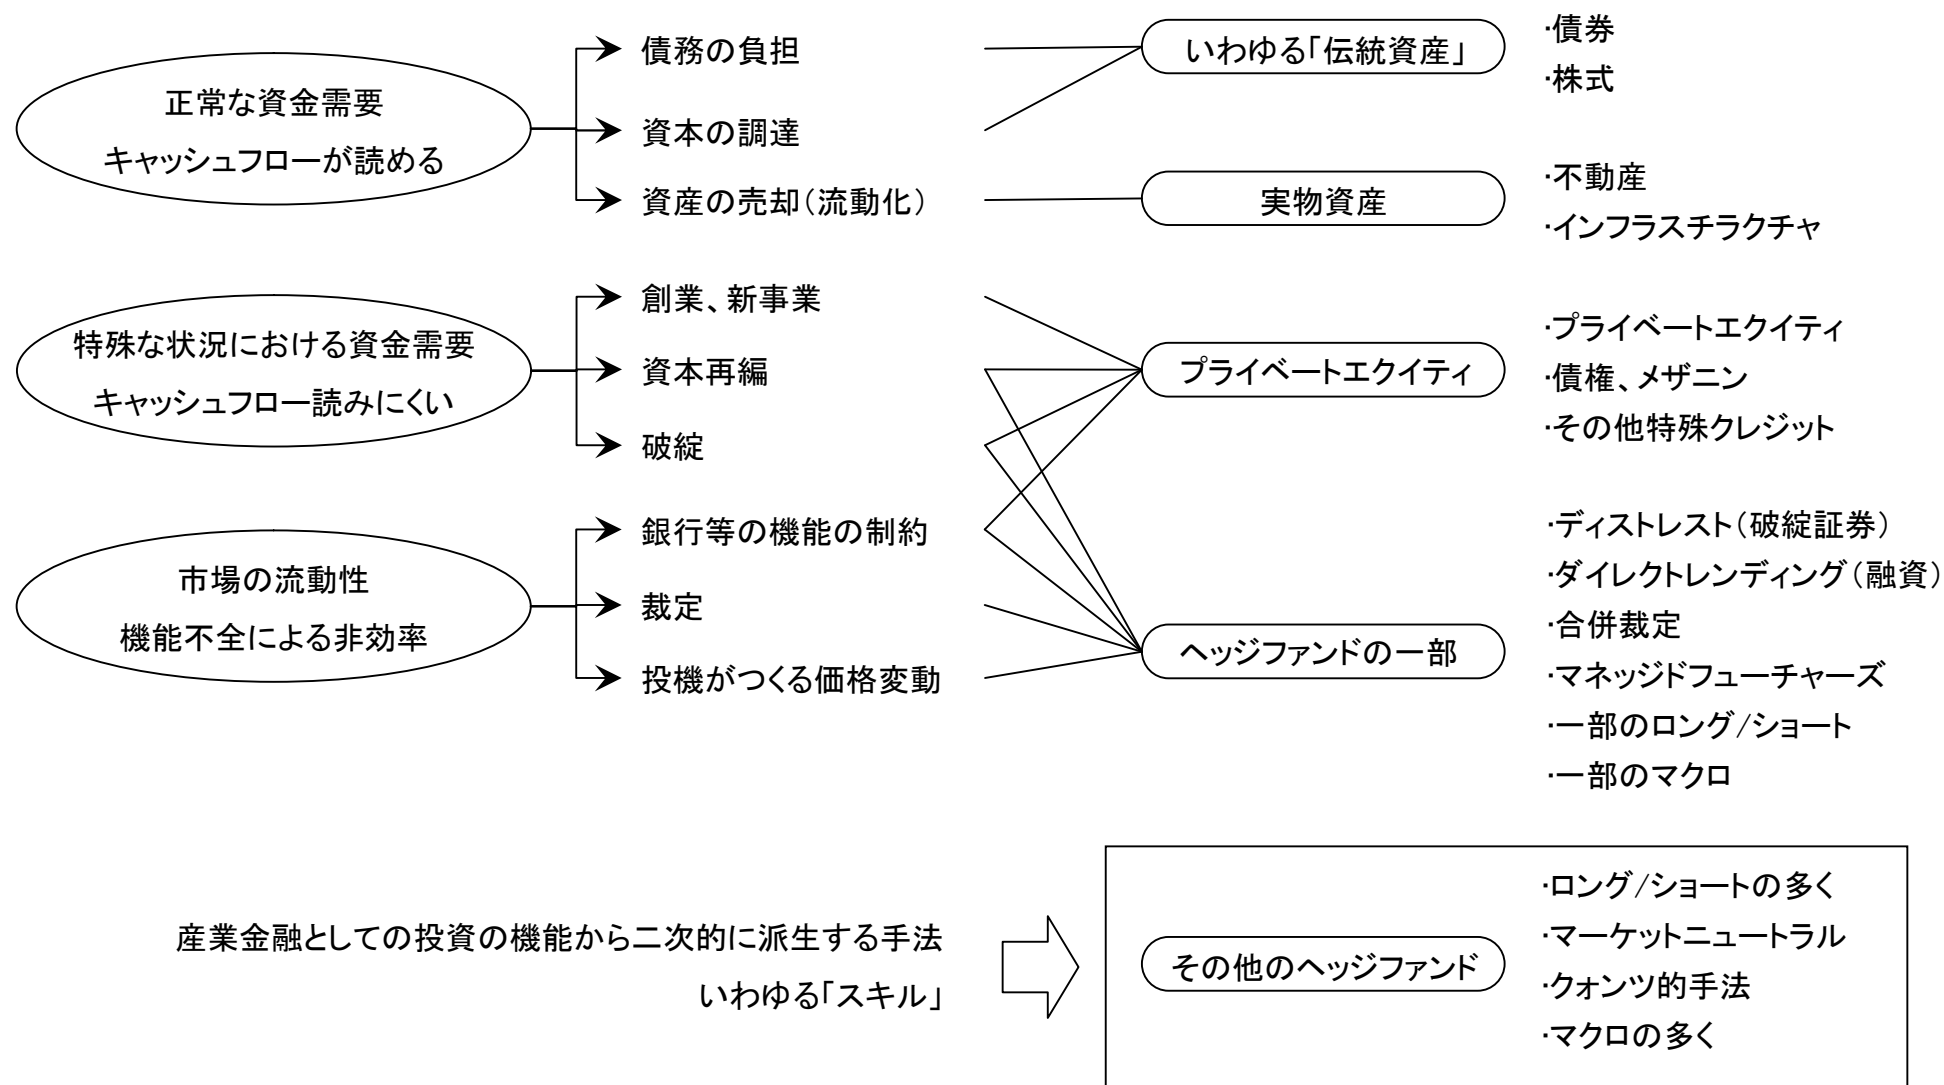 正常な資金需要
キャッシュフローが読める
債務の負担
資本の調達
資産の売却(流動化)
いわゆる「伝統資産」
・債券
・株式
実物資産
・不動産
・インフラスチラクチャ
特殊な状況における資金需要
キャッシュフロー読みにくい
創業、新事業
資本再編
破綻
プライベートエクイティ
・プライベートエクイティ
・債権、メザニン
・その他特殊クレジット
市場の流動性
機能不全による非効率
銀行等の機能の制約
裁定
投機がつくる価格変動
ヘッジファンドの一部
・ディストレスト(破綻証券)
・ダイレクトレンディング(融資)
・合併裁定
・マネッジドフューチャーズ
・一部のロング/ショート
・一部のマクロ
産業金融としての投資の機能から二次的に派生する手法
いわゆる「スキル」
その他のヘッジファンド
・ロング/ショートの多く
・マーケットニュートラル
・クォンツ的手法
・マクロの多く